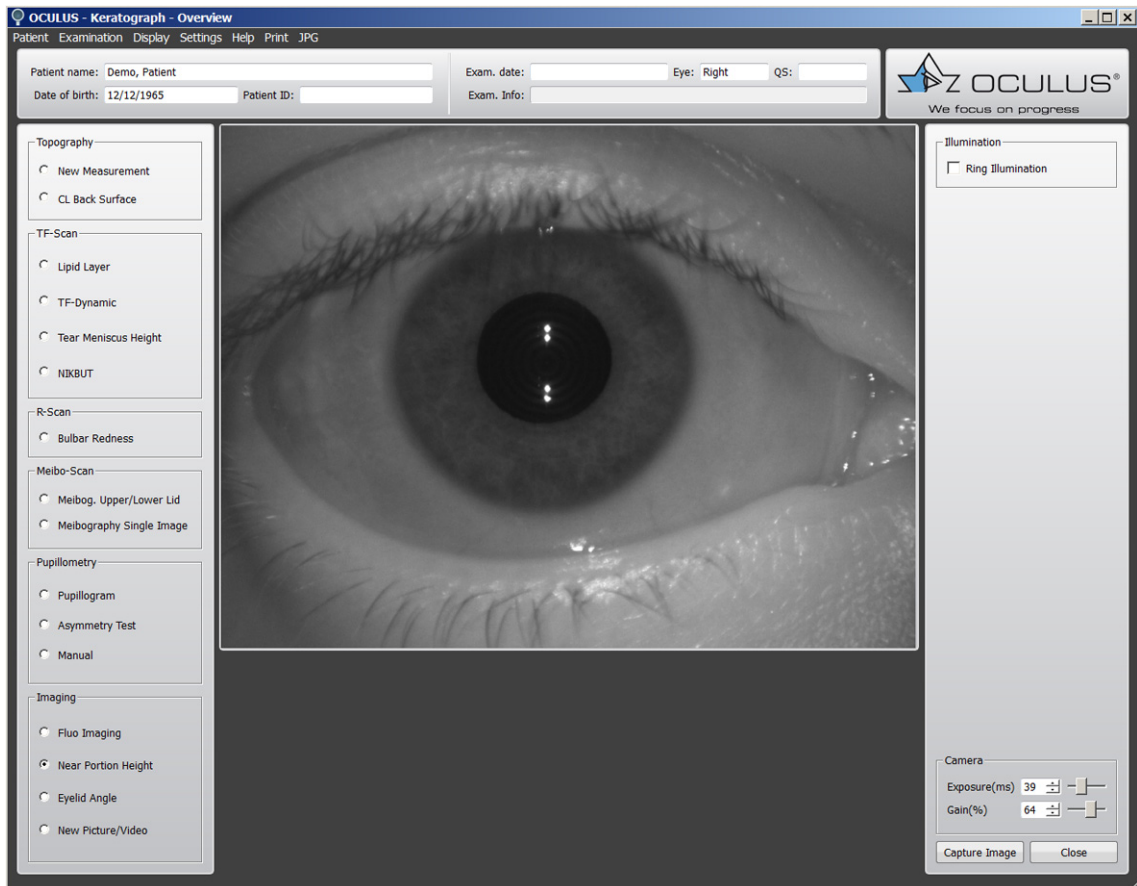 OCULUS - Keratograph - Overview
Patient Examination Display Settings Help Print JPG
Patient name: Demo, Patient
Date of birth: 12/12/1965 Patient ID:
Exam. date: Eye: Right QS:
Exam. Info:
OCULUS®
We focus on progress
Topography
New Measurement
CL Back Surface
TF-Scan
Lipid Layer
TF-Dynamic
Tear Meniscus Height
NIKBUT
R-Scan
Bulbar Redness
Meibo-Scan
Meibog. Upper/Lower Lid
Meibography Single Image
Pupillometry
Pupillogram
Asymmetry Test
Manual
Imaging
Fluo Imaging
Near Portion Height
Eyelid Angle
New Picture/Video
Illumination
Ring Illumination
Camera
Exposure(ms) 39
Gain(%) 64
Capture Image Close